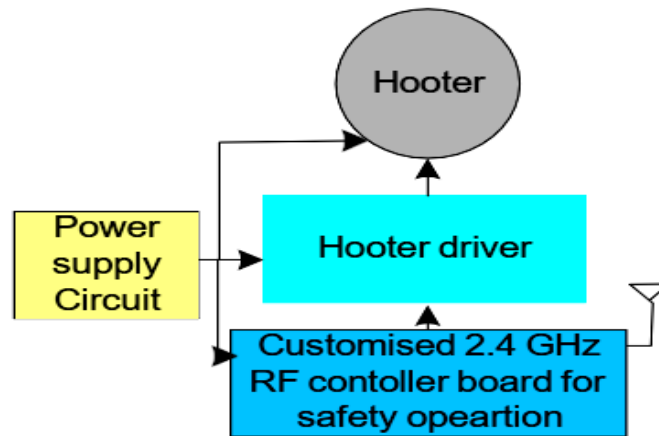 Hooter
Power
supply
Circuit
Hooter driver
Customised 2.4 GHz
RF contoller board for
safety opeartion